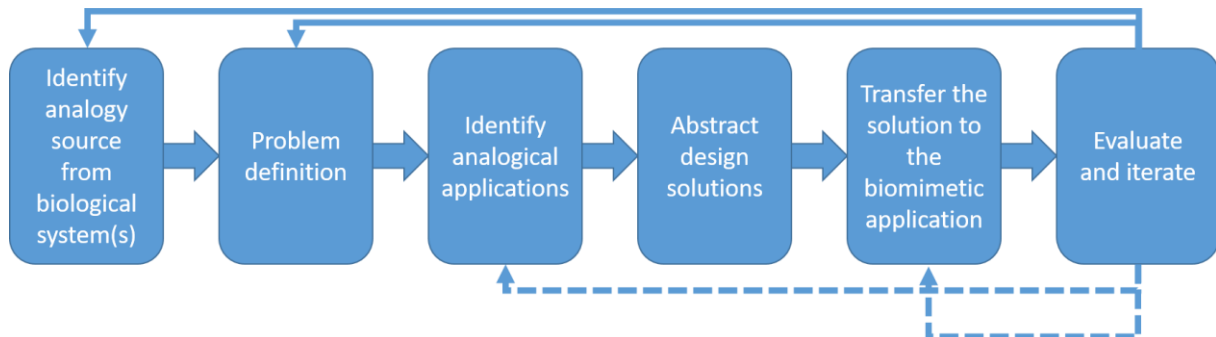 Identify
analogy
source
from
biological
system(s)
Problem
definition
Identify
analogical
applications
Abstract
design
solutions
Transfer the
solution to
the
biomimetic
application
Evaluate
and iterate